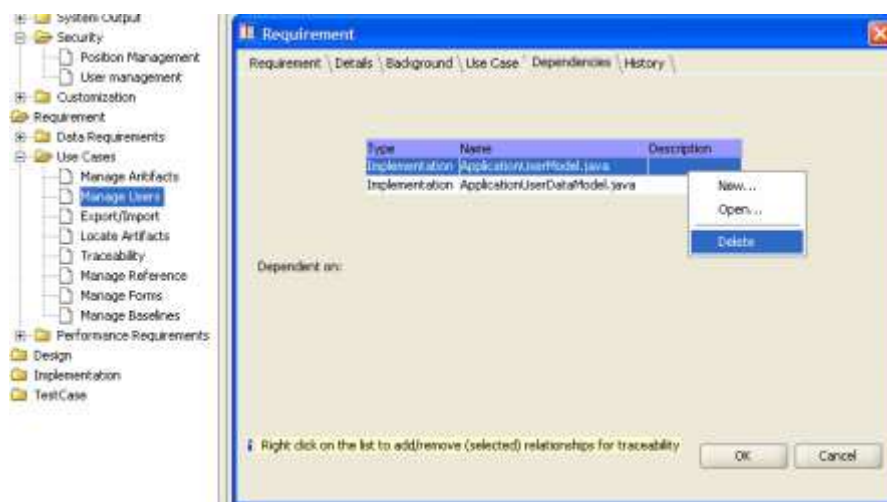 System Output
Security
Position Management
User management
Customization
Requirement
Data Requirements
Use Cases
Manage Artifacts
Manage Users
Export/Import
Locate Artifacts
Traceability
Manage Reference
Manage Forms
Manage Baselines
Performance Requirements
Design
Implementation
TestCase
Requirement
Requirement \ Details \ Background \ Use Case \ Dependencies \ History \
Type Name Description
Implementation ApplicationUserModel.java
Implementation ApplicationUserDataModel.java
New...
Open...
Delete
Dependent on:
Right click on the list to add/remove (selected) relationships for traceability
OK Cancel